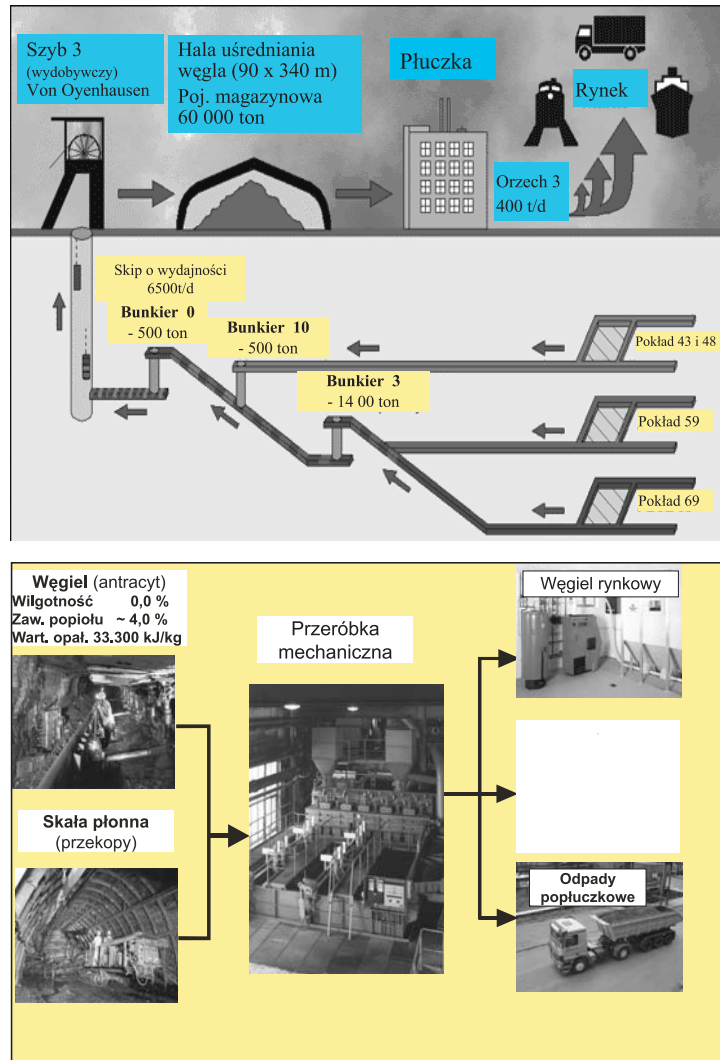 Szyb 3
(wydobywczy)
Von Oyenhausen
Hala uśredniania
węgla (90 x 340 m)
Poj. magazynowa
60 000 ton
Płuczka
Rynek
Orzech 3
400 t/d
Skip o wydajności
6500t/d
Bunkier 0
- 500 ton
Bunkier 10
- 500 ton
Bunkier 3
- 14 00 ton
Pokład 43 i 48
Pokład 59
Pokład 69
Węgiel (antracyt)
Wilgotność 0,0 %
Zaw. popiołu ~ 4,0 %
Wart. opał. 33.300 kJ/kg
Skała płonna
(przekopy)
Przeróbka
mechaniczna
Węgiel rynkowy
Odpady
popłuczkowe